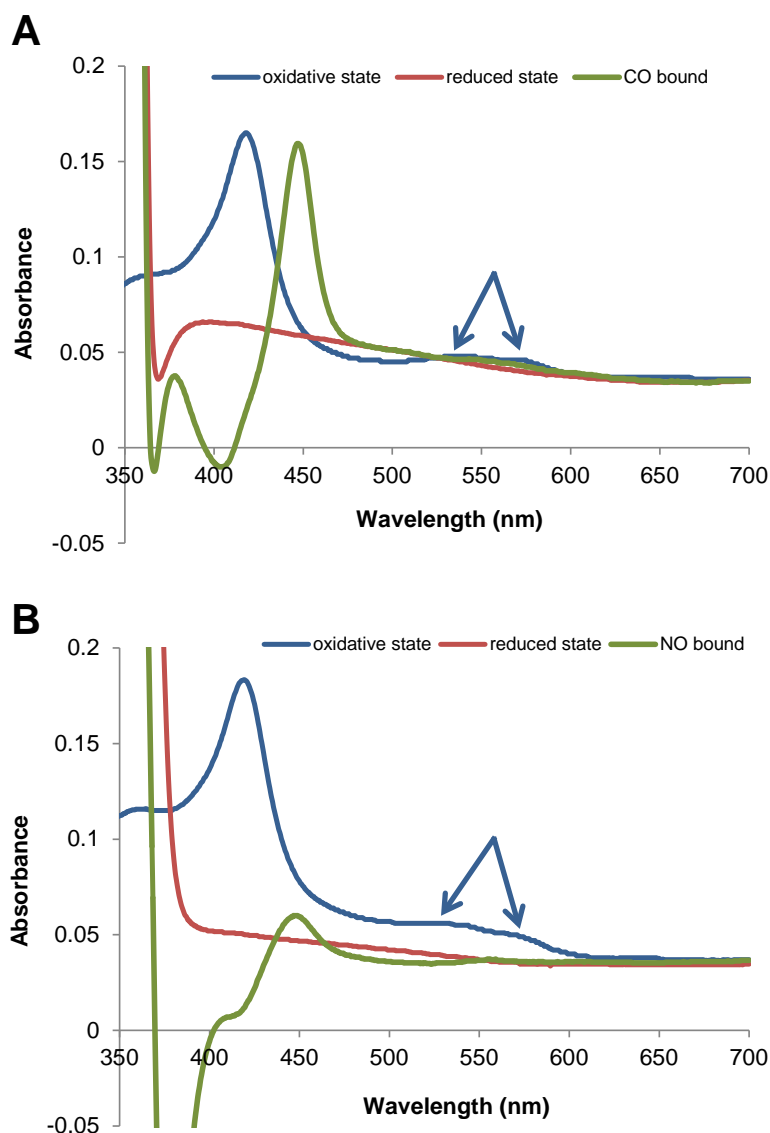 A
0.2
oxidative state reduced state CO bound
0.15
0.1
0.05
0
350 400 450 500 550 600 650 700
-0.05
Absorbance
Wavelength (nm)
B
0.2
oxidative state reduced state NO bound
0.15
0.1
0.05
0
350 400 450 500 550 600 650 700
-0.05
Absorbance
Wavelength (nm)